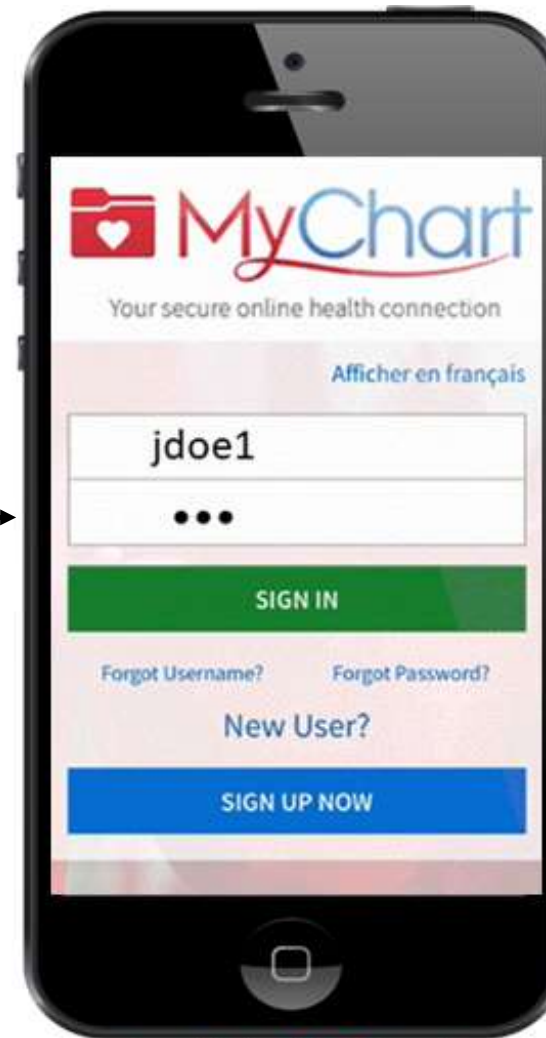 MyChart
Your secure online health connection
Afficher en français
jdoe1
•••
SIGN IN
Forgot Username? Forgot Password?
New User?
SIGN UP NOW